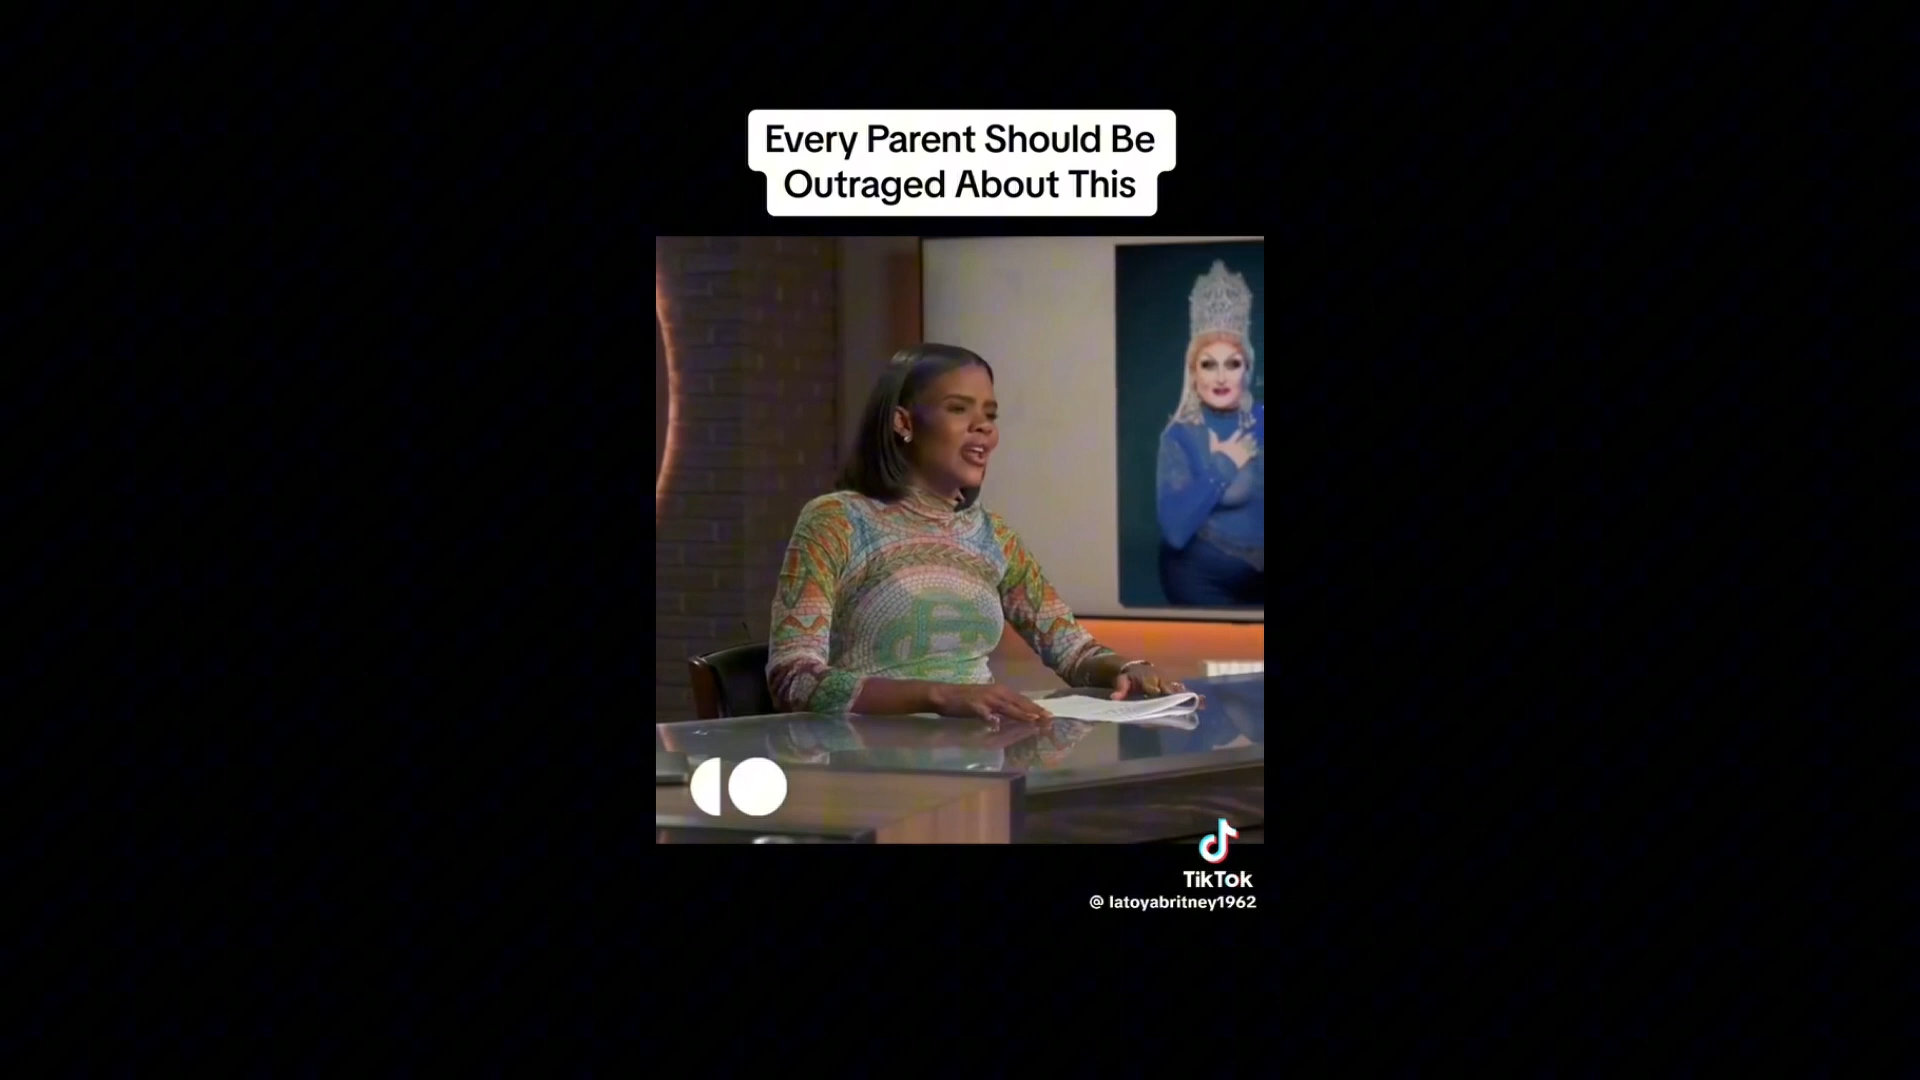 Every Parent Should Be
Outraged About This
TikTok
@ latoyabritney1962